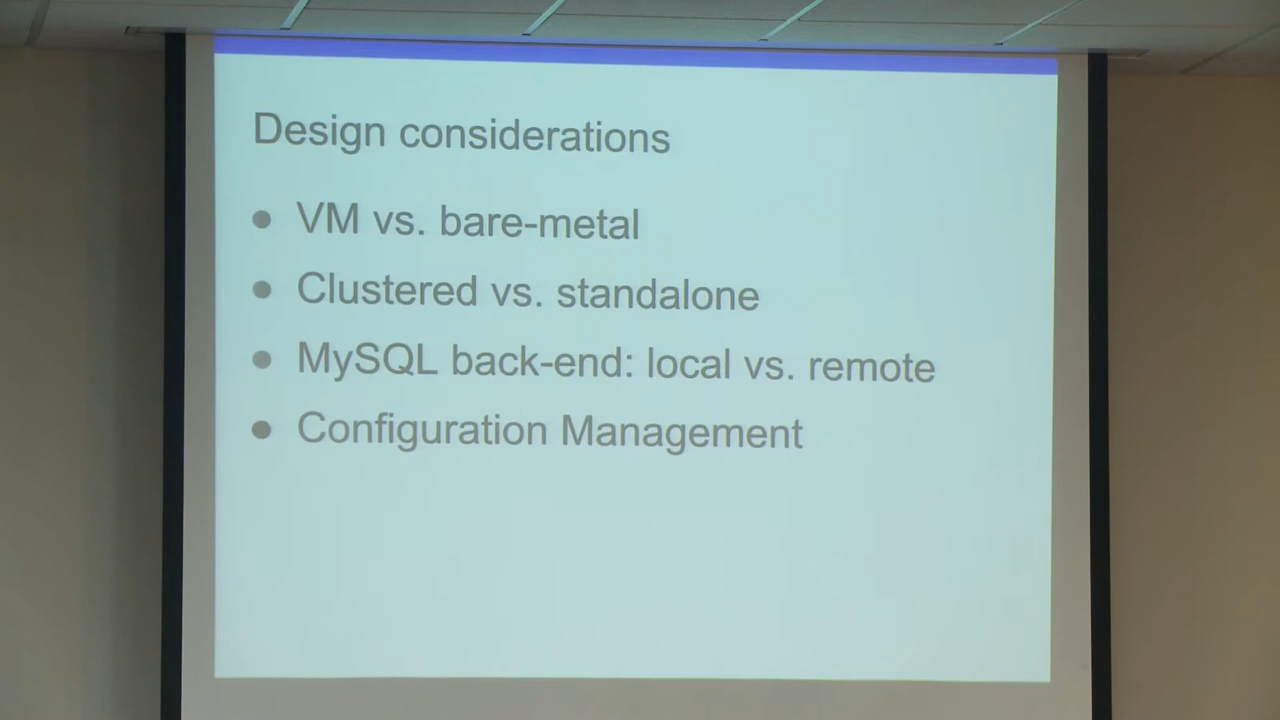 Design considerations
● VM vs. bare-metal
● Clustered vs. standalone
● MySQL back-end: local vs. remote
● Configuration Management